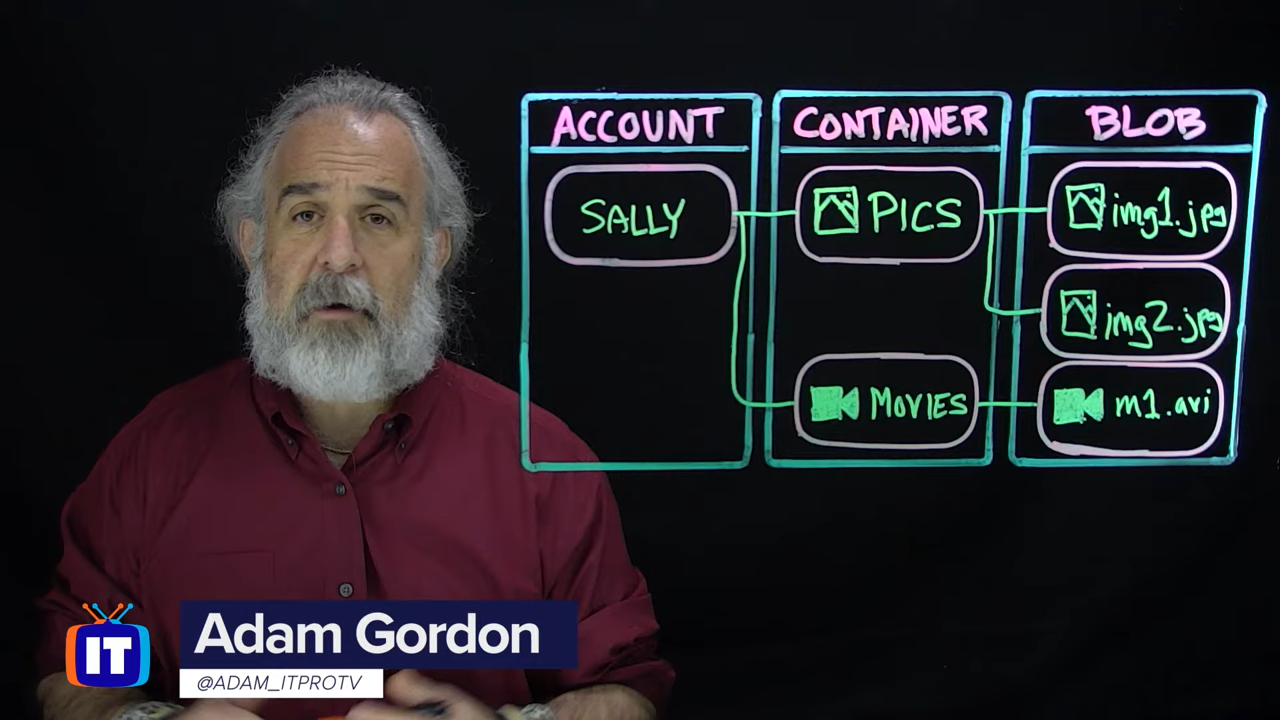 ACCOUNT
CONTAINER
BLOB
SALLY
PICS
img1.jpg
img2.jpg
MOVIES
m1.avi
IT
Adam Gordon
@ADAM_ITPROTV